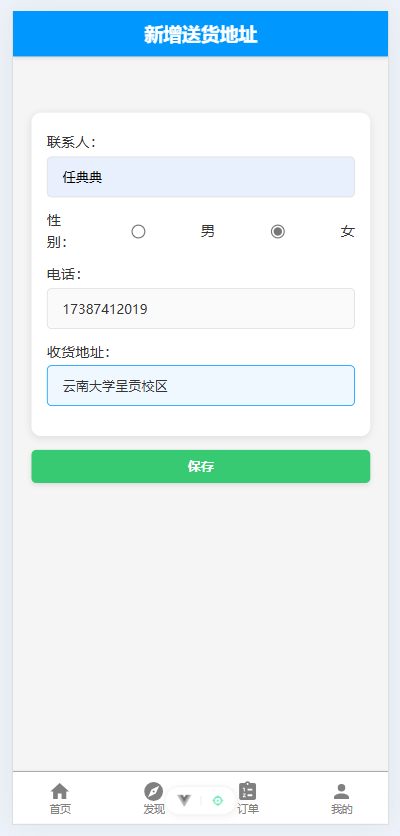 新增送货地址
联系人：
任典典
性
别：
男
女
电话：
17387412019
收货地址：
云南大学呈贡校区
保存
首页
发现
订单
我的